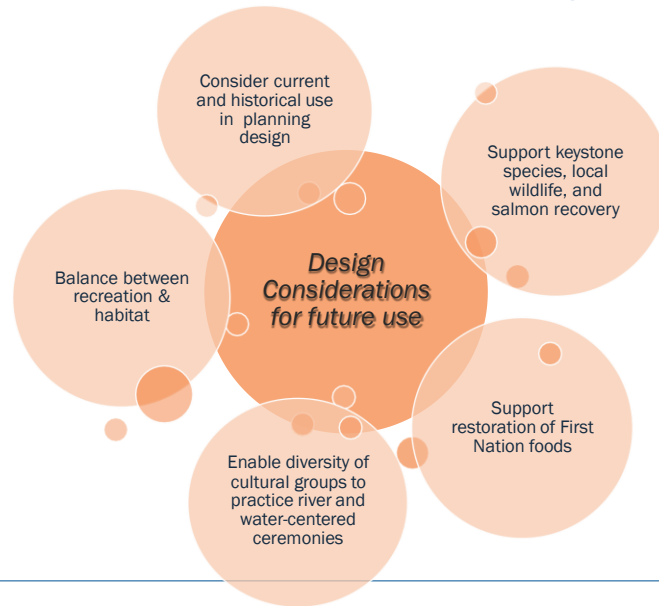 Consider current
and historical use
in planning
design
Support keystone
species, local
wildlife, and
salmon recovery
Design
Considerations
for future use
Balance between
recreation &
habitat
Support
restoration of First
Nation foods
Enable diversity of
cultural groups to
practice river and
water-centered
ceremonies